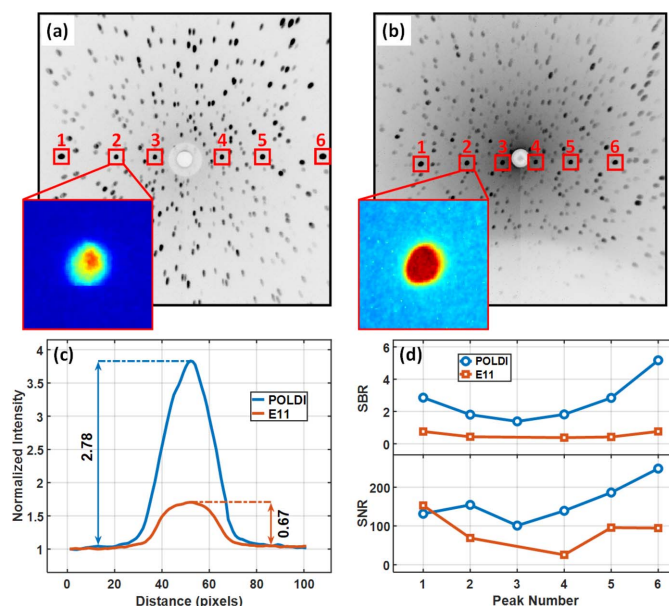 (a)
1 2 3 4 5 6
(b)
1 2 3 4 5 6
(c)
4
3.5
3
2.5
2
1.5
1
Normalized Intensity
2.78
0.67
POLDI
E11
0 20 40 60 80 100
Distance (pixels)
(d)
6
4
2
0
SBR
POLDI
E11
200
100
0
SNR
1 2 3 4 5 6
Peak Number